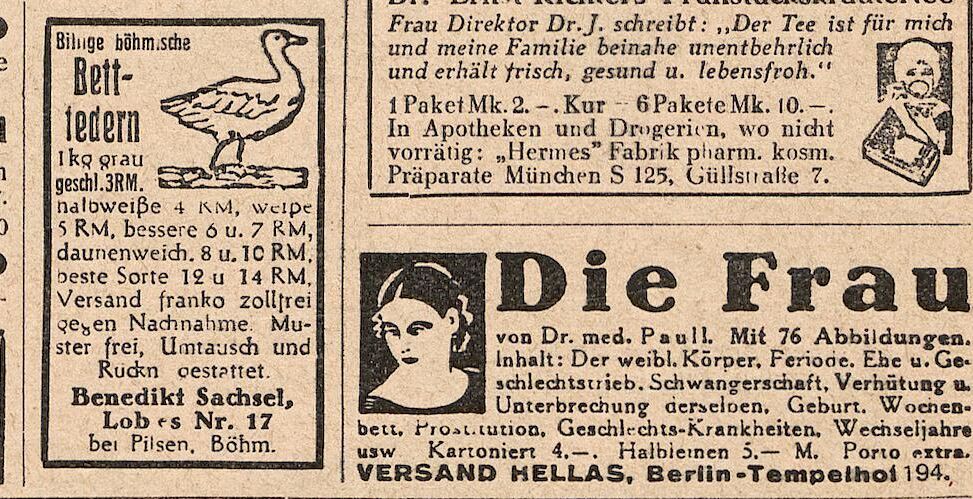 Billige böhmische
Bett-
federn
1 kg grau
geschl. 3RM.
halbweiße 4 RM, weiße
5 RM, bessere 6 u. 7 RM,
daunenweich. 8 u. 10 RM,
beste Sorte 12 u 14 RM,
Versand franko zollfrei
gegen Nachnahme. Mu-
ster frei, Umtausch und
Rückn gestattet.
Benedikt Sachsel,
Lobes Nr. 17
bei Pilsen, Böhm.
Dr. Ernst Richters Frühstückskräutertee
Frau Direktor Dr. J. schreibt: „Der Tee ist für mich
und meine Familie beinahe unentbehrlich
und erhält frisch, gesund u. lebensfroh.“
1 Paket Mk. 2.–. Kur – 6 Pakete Mk. 10.–.
In Apotheken und Drogerien, wo nicht
vorrätig: „Hermes” Fabrik pharm. kosm.
Präparate München S 125, Güllstraße 7.
Die Frau
von Dr. med. Paull. Mit 76 Abbildungen.
Inhalt: Der weibl. Körper, Periode, Ehe u. Ge-
schlechtstrieb, Schwangerschaft, Verhütung u.
Unterbrechung derselben, Geburt, Wochen-
bett, Prostitution, Geschlechts-Krankheiten, Wechseljahre
usw Kartoniert 4.–. Halbleinen 5.– M. Porto extra.
VERSAND HELLAS, Berlin-Tempelhof 194.